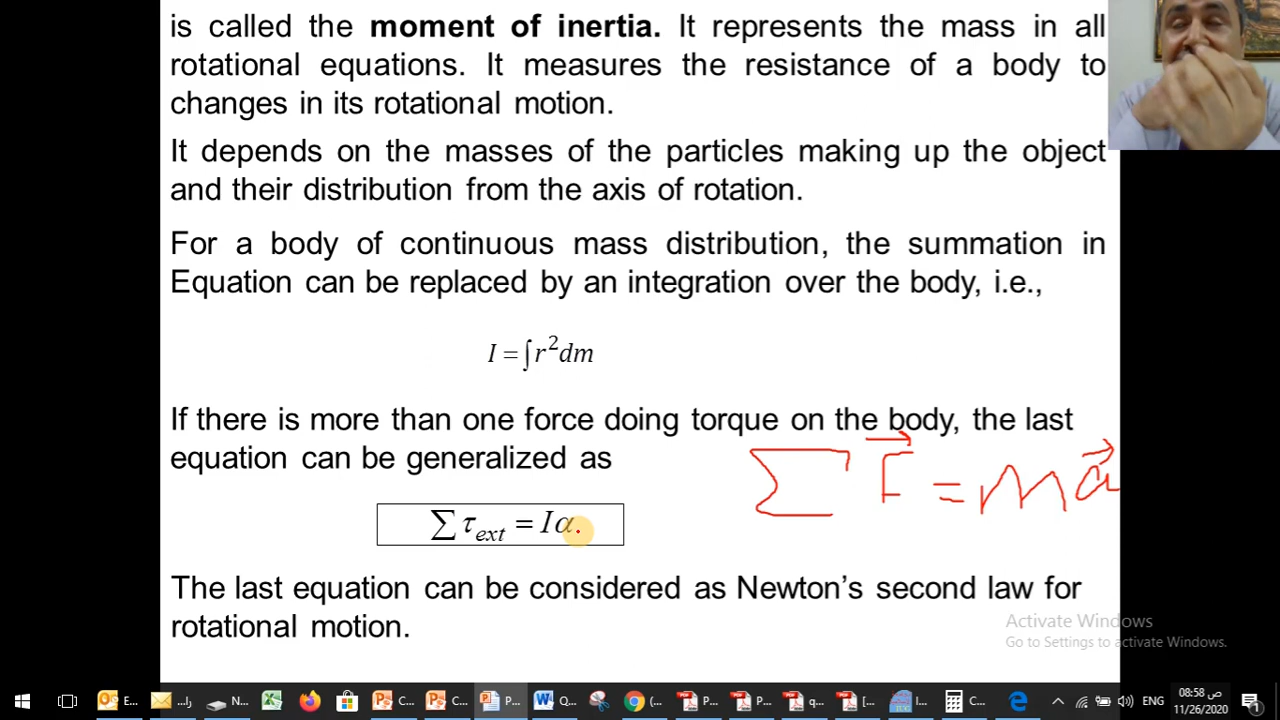 is called the moment of inertia. It represents the mass in all
rotational equations. It measures the resistance of a body to
changes in its rotational motion.
It depends on the masses of the particles making up the object
and their distribution from the axis of rotation.
For a body of continuous mass distribution, the summation in
Equation can be replaced by an integration over the body, i.e.,
I = ∫r²dm
If there is more than one force doing torque on the body, the last
equation can be generalized as
∑ F⃗ = m a⃗
∑ τ_ext = Iα.
The last equation can be considered as Newton's second law for
rotational motion.
Activate Windows
Go to Settings to activate Windows.
E...
را...
N...
C...
C...
P...
Q...
(...
P...
P...
q...
[...
I...
C...
ENG
08:58 ص
11/26/2020